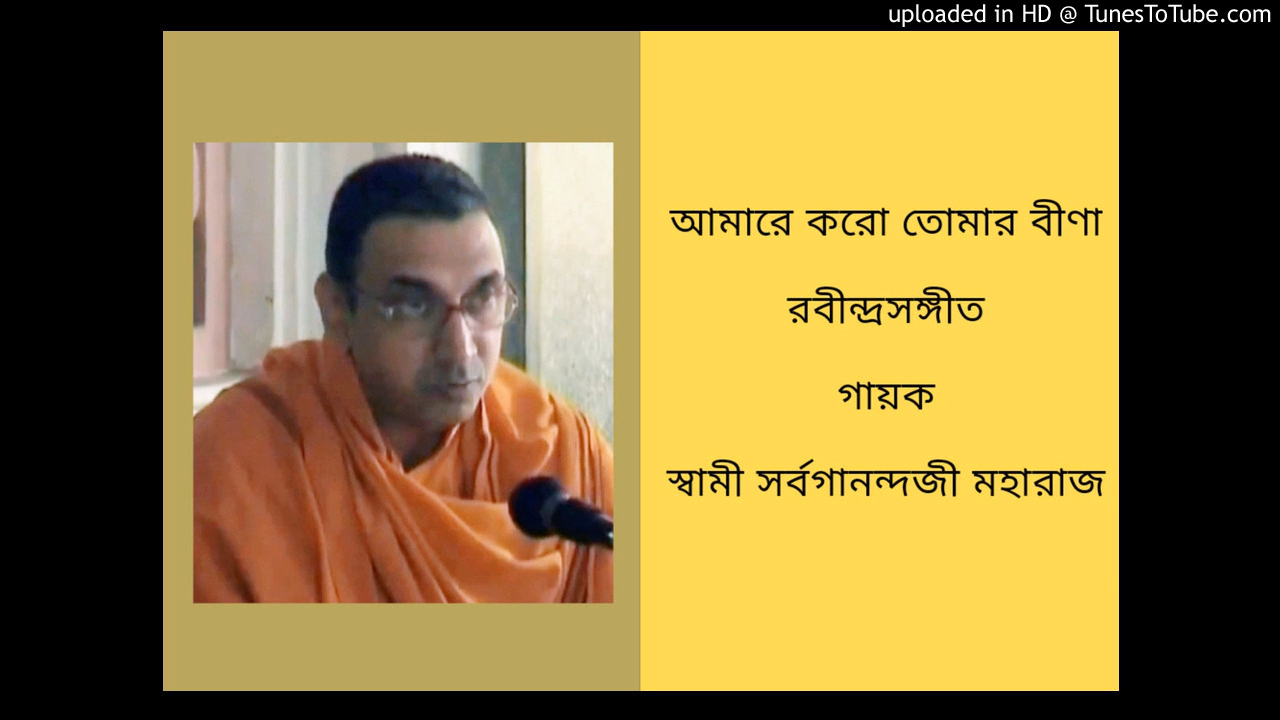 uploaded in HD @ TunesToTube.com
আমারে করো তোমার বীণা
রবীন্দ্রসঙ্গীত
গায়ক
স্বামী সর্বগানন্দজী মহারাজ